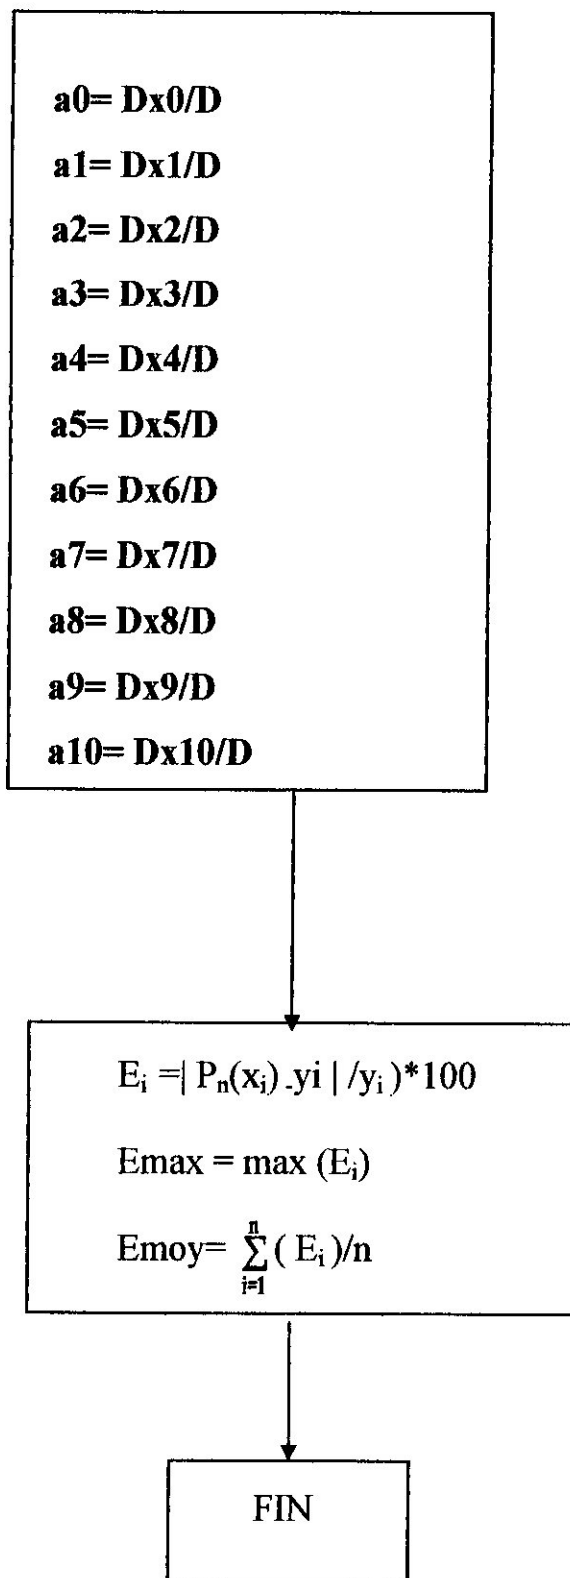 a0= Dx0/D
a1= Dx1/D
a2= Dx2/D
a3= Dx3/D
a4= Dx4/D
a5= Dx5/D
a6= Dx6/D
a7= Dx7/D
a8= Dx8/D
a9= Dx9/D
a10= Dx10/D
Eᵢ =| Pₙ(xᵢ) -yi | /yᵢ )*100
Emax = max (Eᵢ)
Emoy= ∑ⁿᵢ₌₁( Eᵢ )/n
FIN